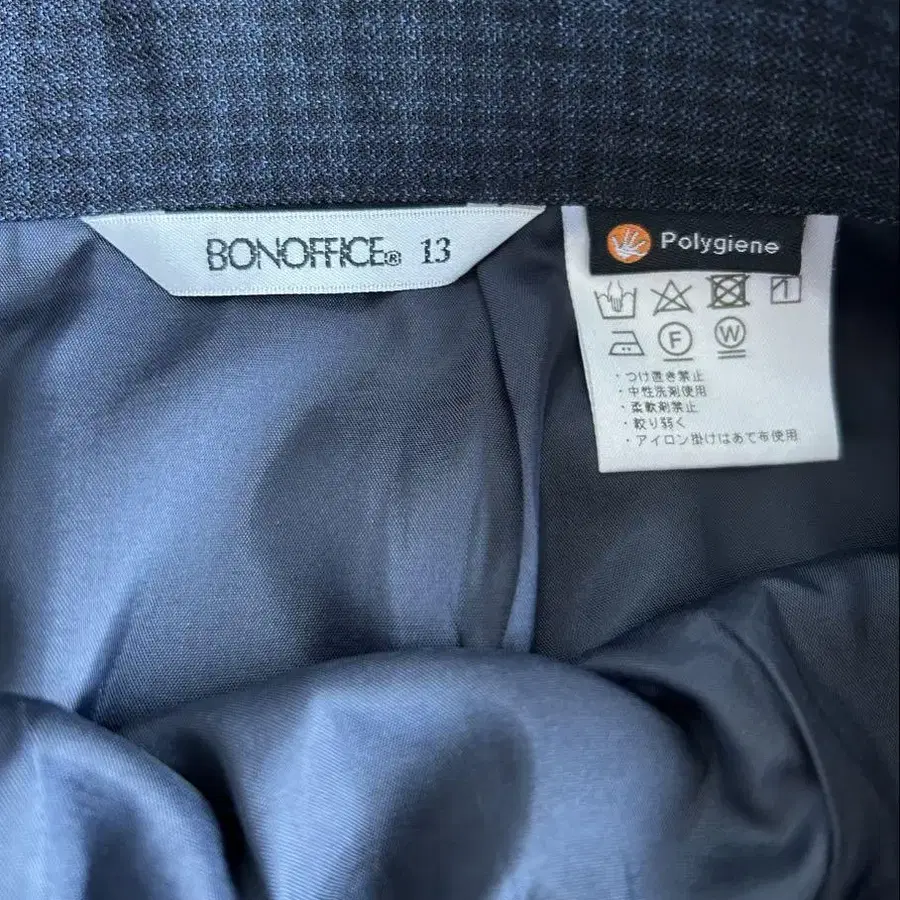 BONOFFICE® 13
Polygiene
F W
・つけ置き禁止
・中性洗剤使用
・柔軟剤禁止
・絞り弱く
・アイロン掛けはあて布使用